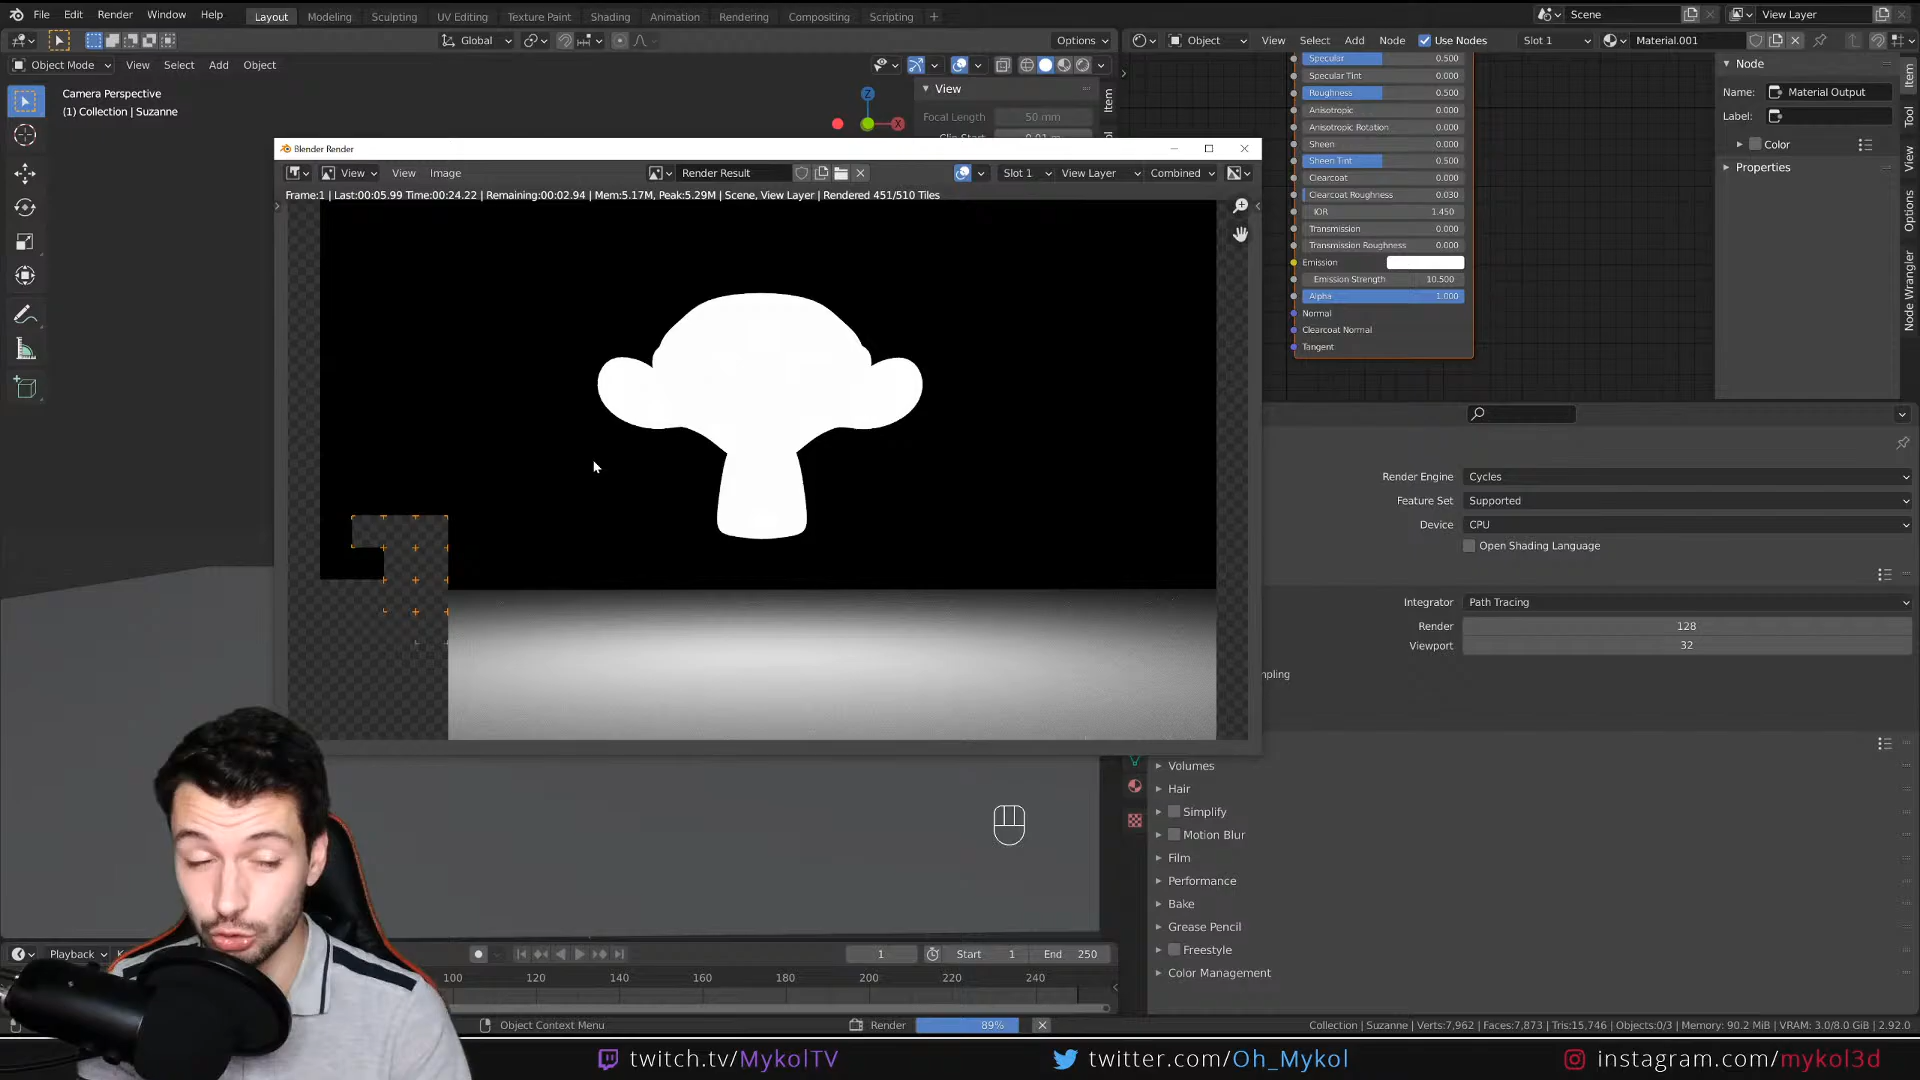 File Edit Render Window Help Layout Modeling Sculpting UV Editing Texture Paint Shading Animation Rendering Compositing Scripting + Scene View Layer
Global Options Object View Select Add Node Use Nodes Slot 1 Material.001
Object Mode View Select Add Object
Camera Perspective
(1) Collection | Suzanne
Z
X
View
Focal Length 50 mm
Item
Specular 0.500
Specular Tint 0.000
Roughness 0.500
Anisotropic 0.000
Anisotropic Rotation 0.000
Sheen 0.000
Sheen Tint 0.500
Clearcoat 0.000
Clearcoat Roughness 0.030
IOR 1.450
Transmission 0.000
Transmission Roughness 0.000
Emission
Emission Strength 10.500
Alpha 1.000
Normal
Clearcoat Normal
Tangent
Node
Name: Material Output
Label:
Color
Properties
Item
Tool
View
Options
Node Wrangler
Blender Render
View View Image Render Result Slot 1 View Layer Combined
Frame:1 | Last:00:05.99 Time:00:24.22 | Remaining:00:02.94 | Mem:5.17M, Peak:5.29M | Scene, View Layer | Rendered 451/510 Tiles
Render Engine Cycles
Feature Set Supported
Device CPU
Open Shading Language
Integrator Path Tracing
Render 128
Viewport 32
mpling
Volumes
Hair
Simplify
Motion Blur
Film
Performance
Bake
Grease Pencil
Freestyle
Color Management
Playback 1 Start 1 End 250
100 120 140 160 180 200 220 240
Object Context Menu Render 89% Collection | Suzanne | Verts:7,962 | Faces:7,873 | Tris:15,746 | Objects:0/3 | Memory: 90.2 MiB | VRAM: 3.0/8.0 GiB | 2.92.0
twitch.tv/MykolTV twitter.com/Oh_Mykol instagram.com/mykol3d